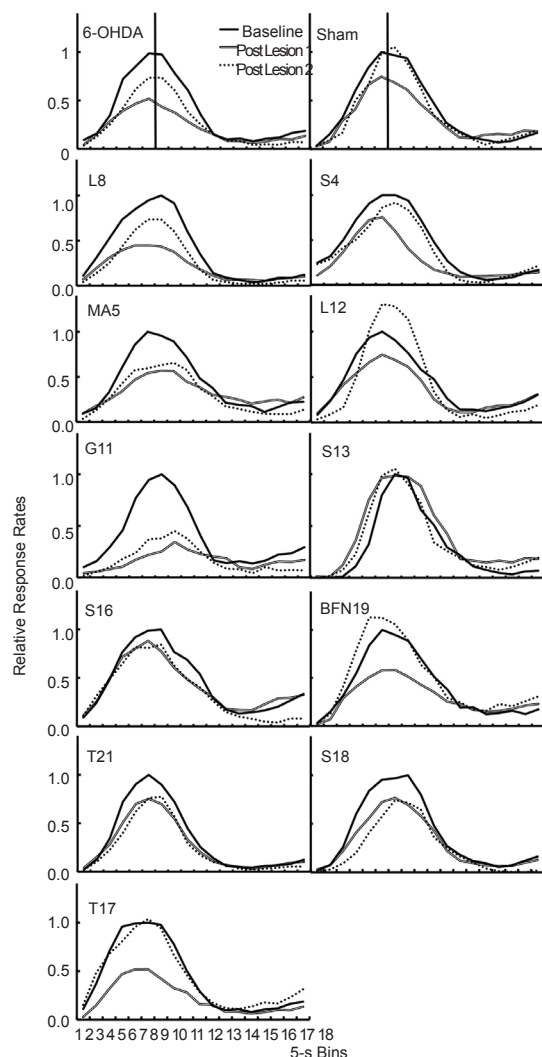 6-OHDA
Baseline
Post Lesion 1
Post Lesion 2
Sham
1
0.5
0
L8
S4
1.0
0.5
0.0
MA5
L12
1.0
0.5
0.0
G11
S13
1.0
0.5
0.0
S16
BFN19
1.0
0.5
0.0
T21
S18
1.0
0.5
0.0
T17
1.0
0.5
0.0
Relative Response Rates
1 2 3 4 5 6 7 8 9 10 11 12 13 14 15 16 17 18
5-s Bins